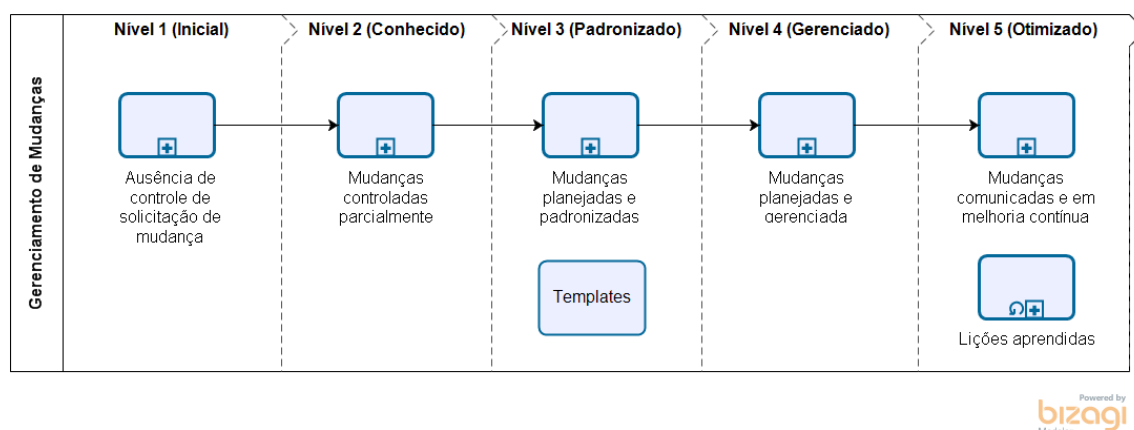 Nível 1 (Inicial)
Nível 2 (Conhecido)
Nível 3 (Padronizado)
Nível 4 (Gerenciado)
Nível 5 (Otimizado)
Gerenciamento de Mudanças
Ausência de
controle de
solicitação de
mudança
Mudanças
controladas
parcialmente
Mudanças
planejadas e
padronizadas
Mudanças
planejadas e
gerenciada
Mudanças
comunicadas e em
melhoria contínua
Templates
Lições aprendidas
Powered by
bizagi
Modeler